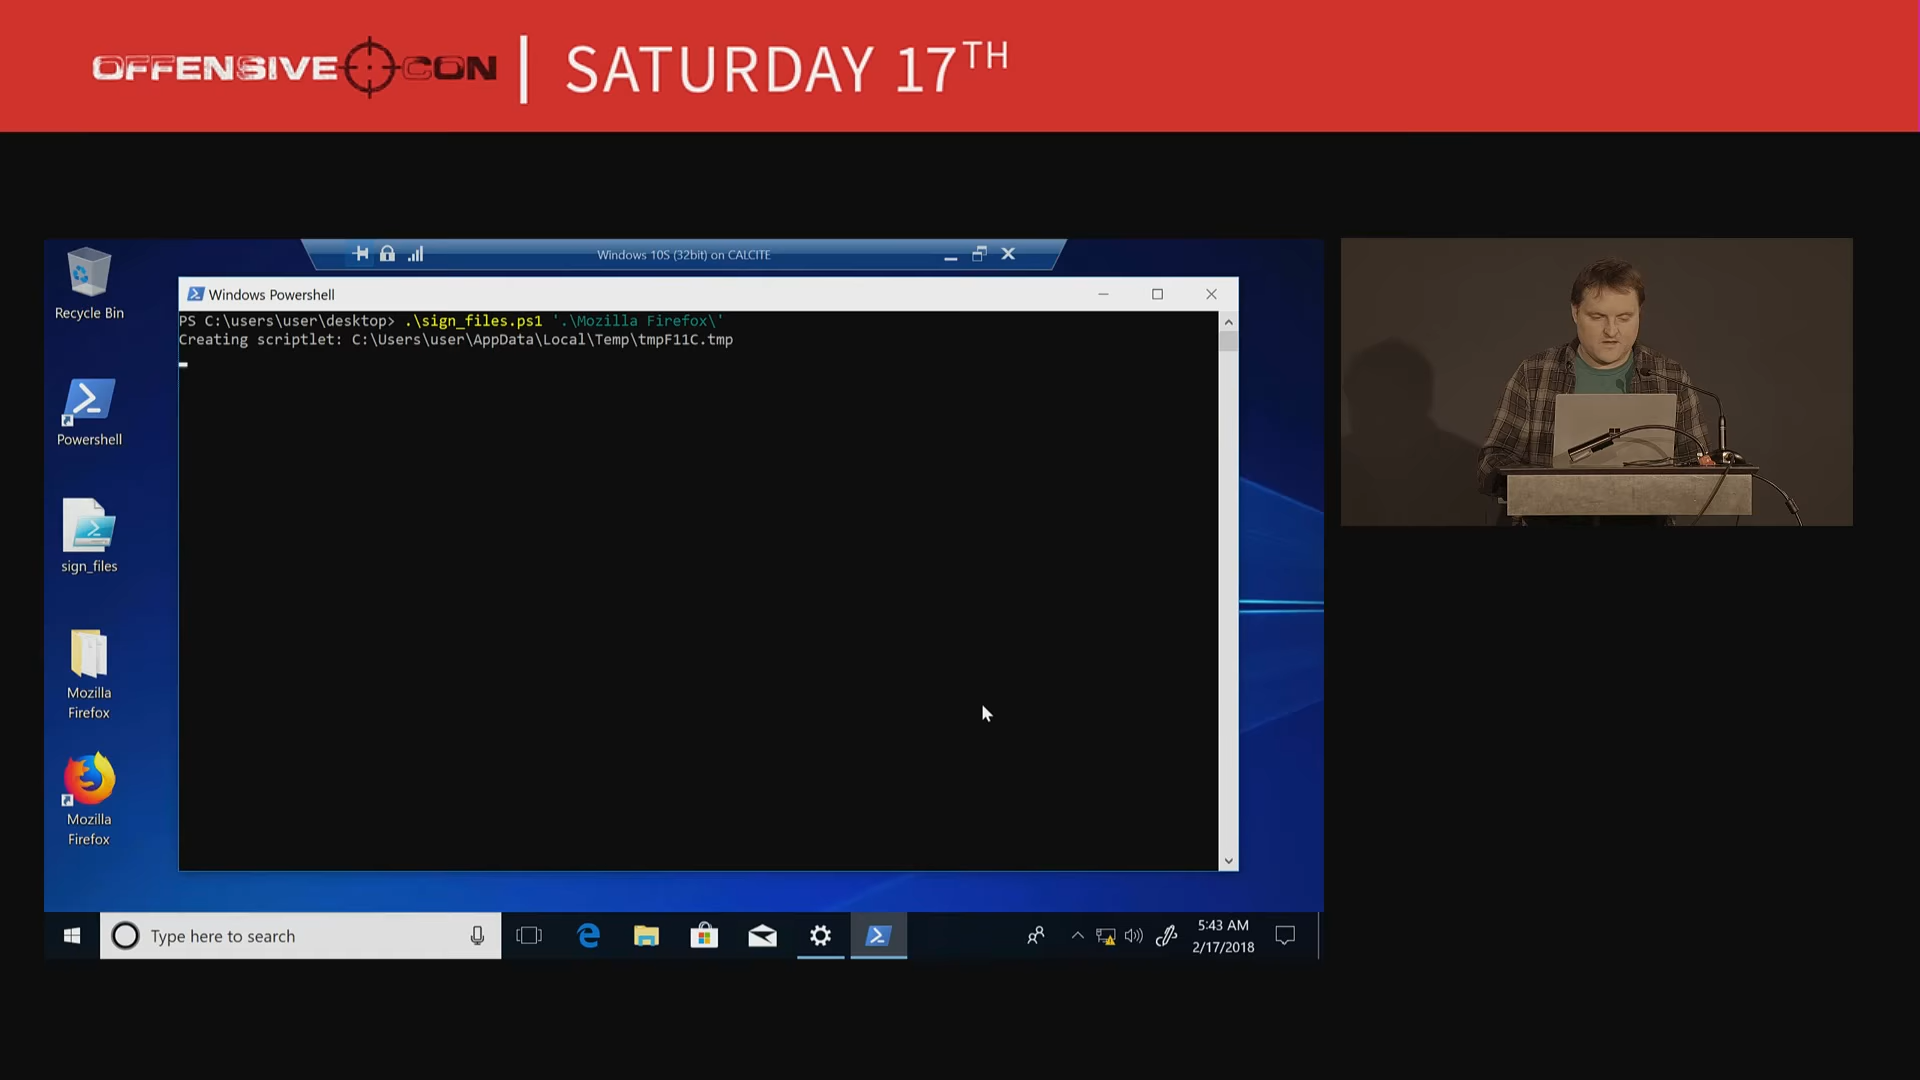 OFFENSIVE CON | SATURDAY 17TH
Windows 10S (32bit) on CALCITE
Recycle Bin
Windows Powershell
PS C:\users\user\desktop> .\sign_files.ps1 '.\Mozilla Firefox\'
Creating scriptlet: C:\Users\user\AppData\Local\Temp\tmpF11C.tmp
Powershell
sign_files
Mozilla
Firefox
Mozilla
Firefox
Type here to search
5:43 AM
2/17/2018